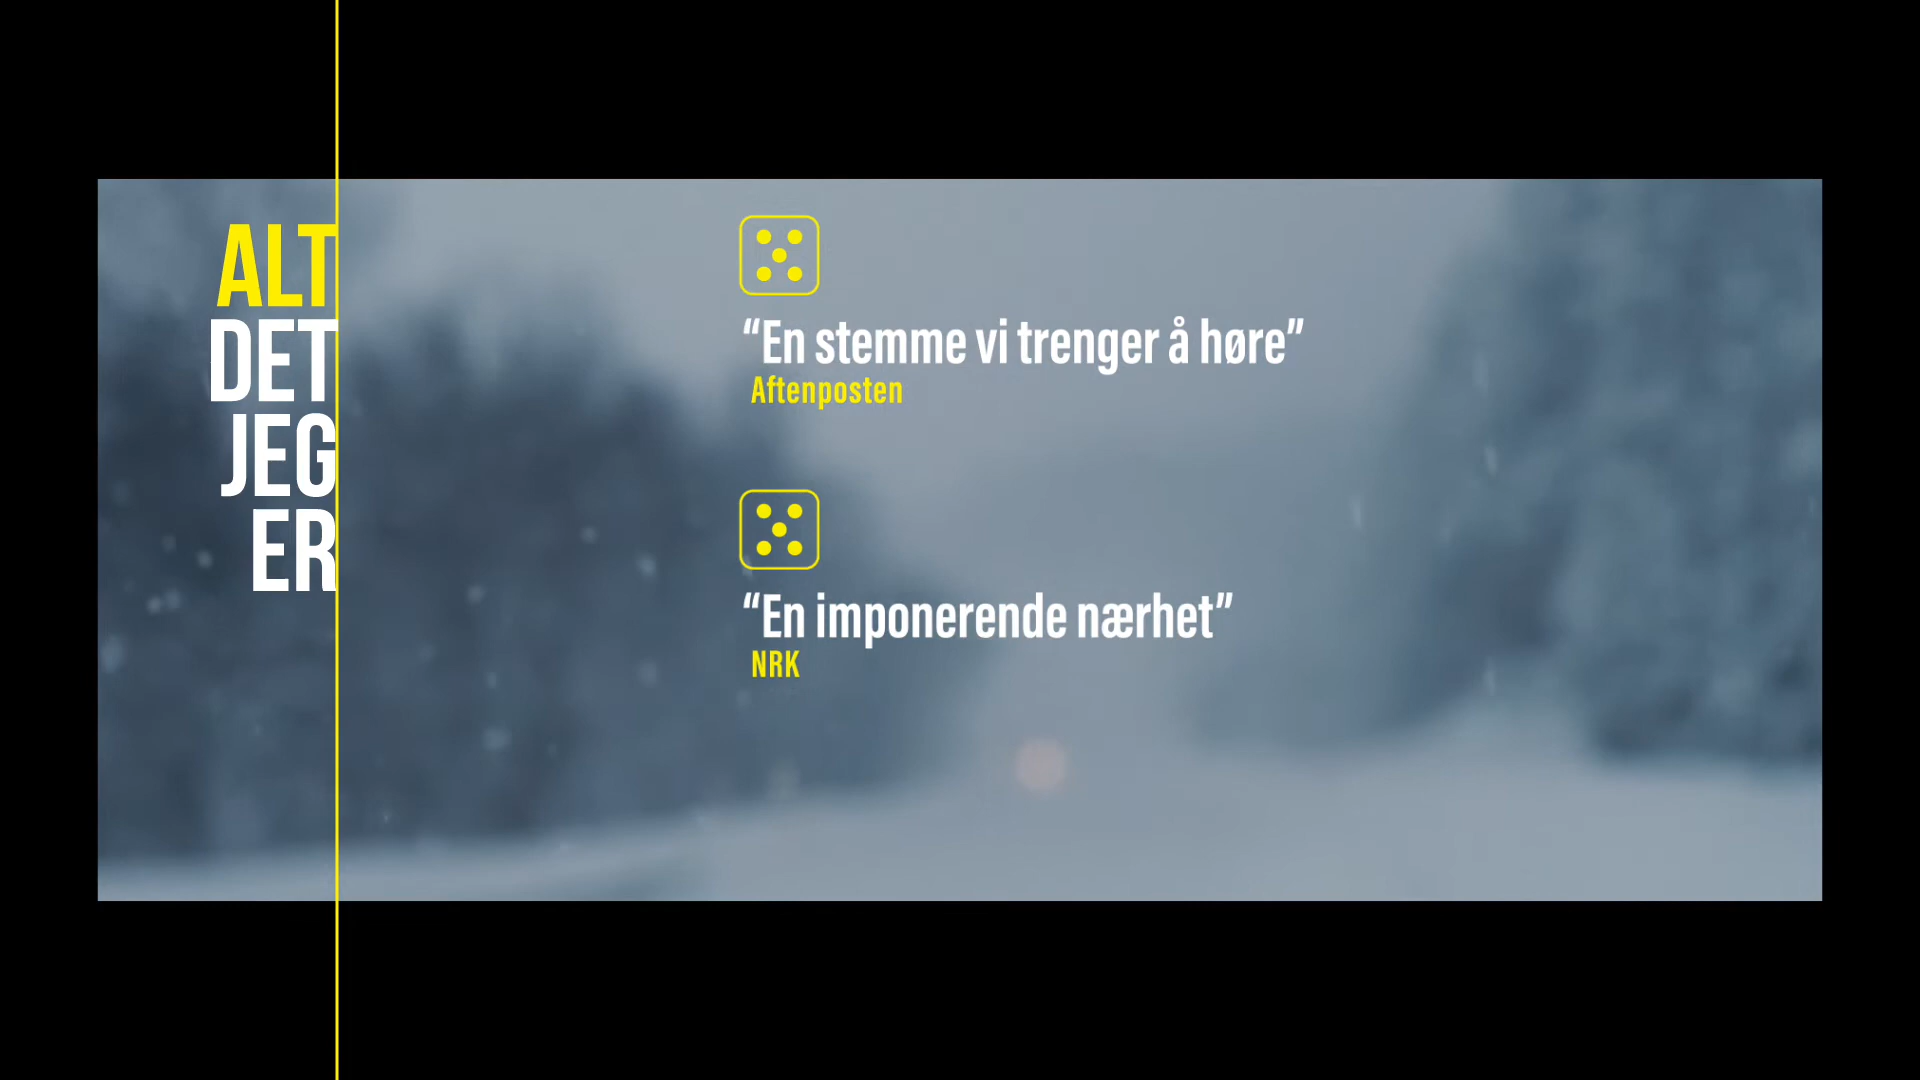 ALT
DET
JEG
ER
“En stemme vi trenger å høre”
Aftenposten
“En imponerende nærhet”
NRK